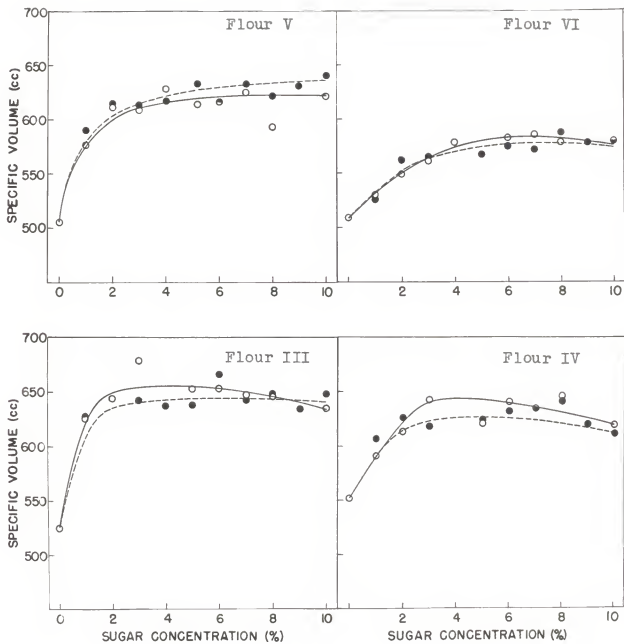 Flour V
Flour VI
700
650
600
550
500
SPECIFIC VOLUME (cc)
0 2 4 6 8 10
2 4 6 8 10
Flour III
Flour IV
700
650
600
550
500
SPECIFIC VOLUME (cc)
0 2 4 6 8 10
2 4 6 8 10
SUGAR CONCENTRATION (%)
SUGAR CONCENTRATION (%)